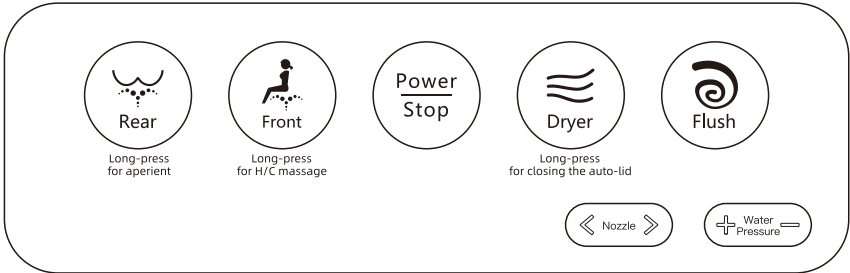 Rear
Front
Power
Stop
Dryer
Flush
Long-press
for aperient
Long-press
for H/C massage
Long-press
for closing the auto-lid
Nozzle
Water
Pressure